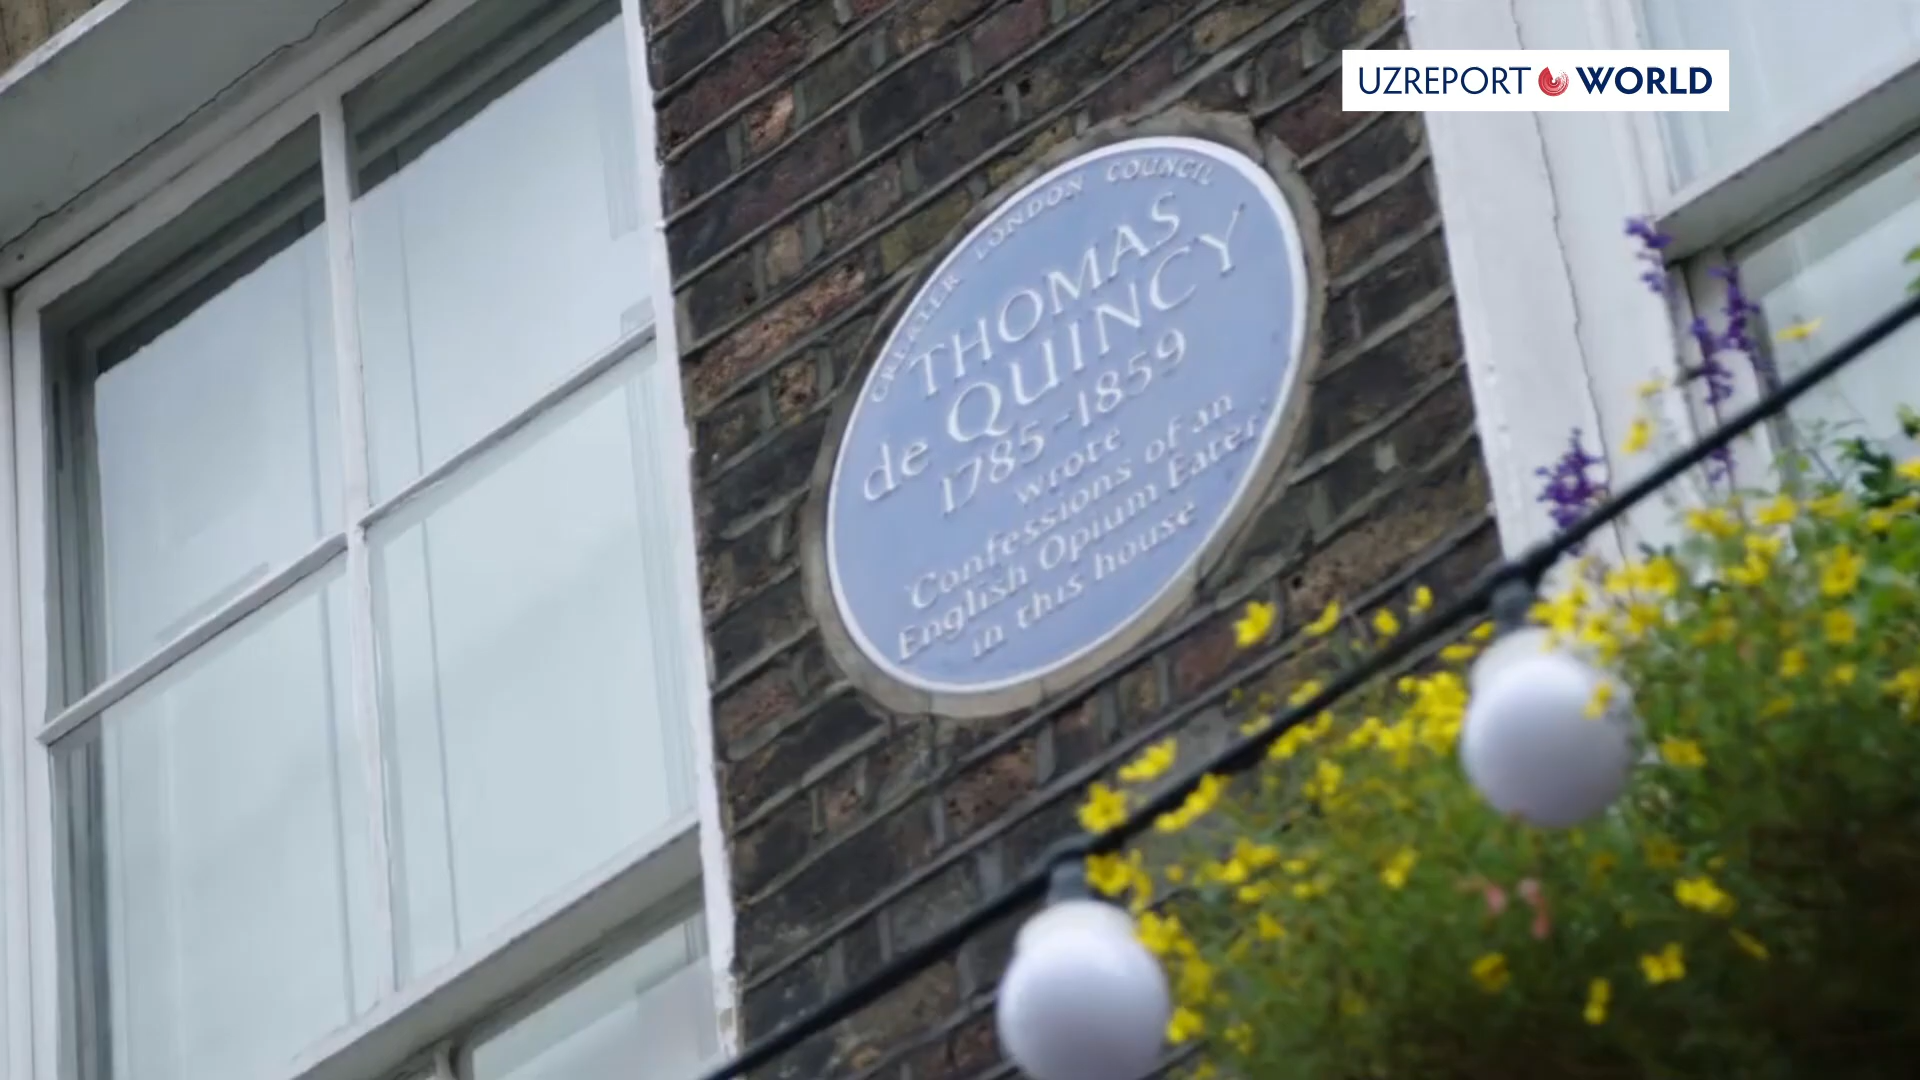 UZREPORT WORLD
GREATER LONDON COUNCIL
THOMAS
de QUINCY
1785-1859
wrote
'Confessions of an
English Opium Eater'
in this house